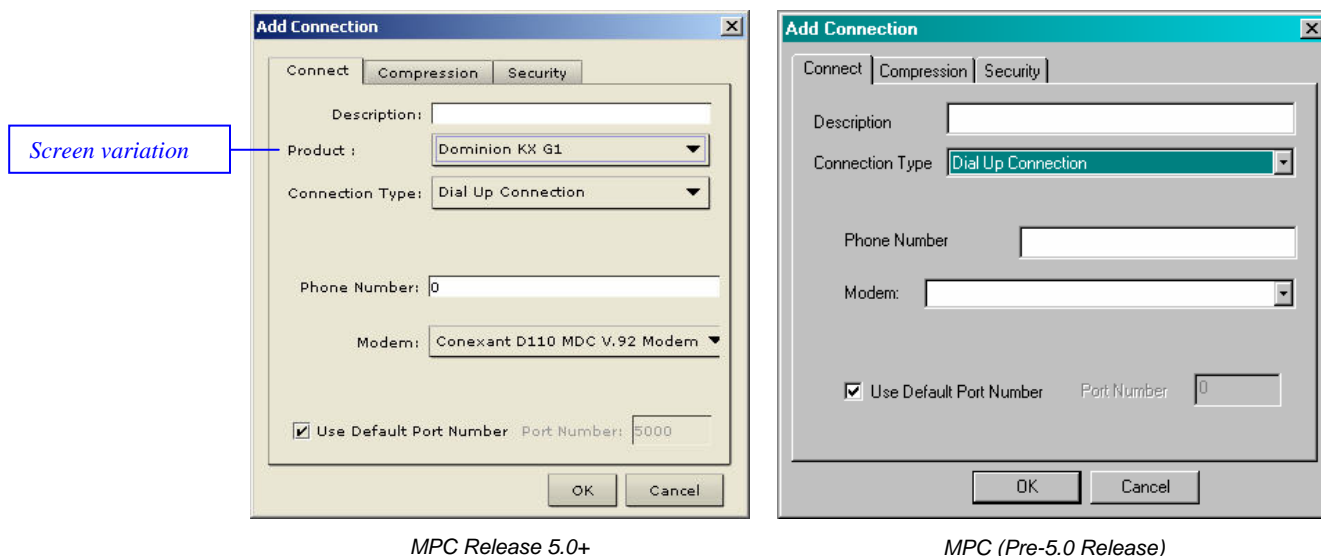 Screen variation
Add Connection
Connect Compression Security
Description:
Product : Dominion KX G1
Connection Type: Dial Up Connection
Phone Number: 0
Modem: Conexant D110 MDC V.92 Modem
Use Default Port Number Port Number: 5000
OK Cancel
MPC Release 5.0+
Add Connection
Connect Compression Security
Description
Connection Type Dial Up Connection
Phone Number
Modem:
Use Default Port Number Port Number 0
OK Cancel
MPC (Pre-5.0 Release)